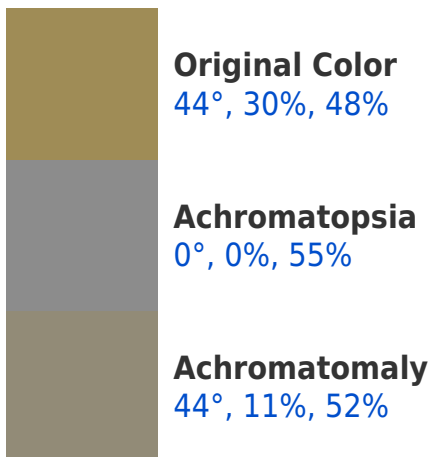 Original Color
44°, 30%, 48%
Achromatopsia
0°, 0%, 55%
Achromatomaly
44°, 11%, 52%